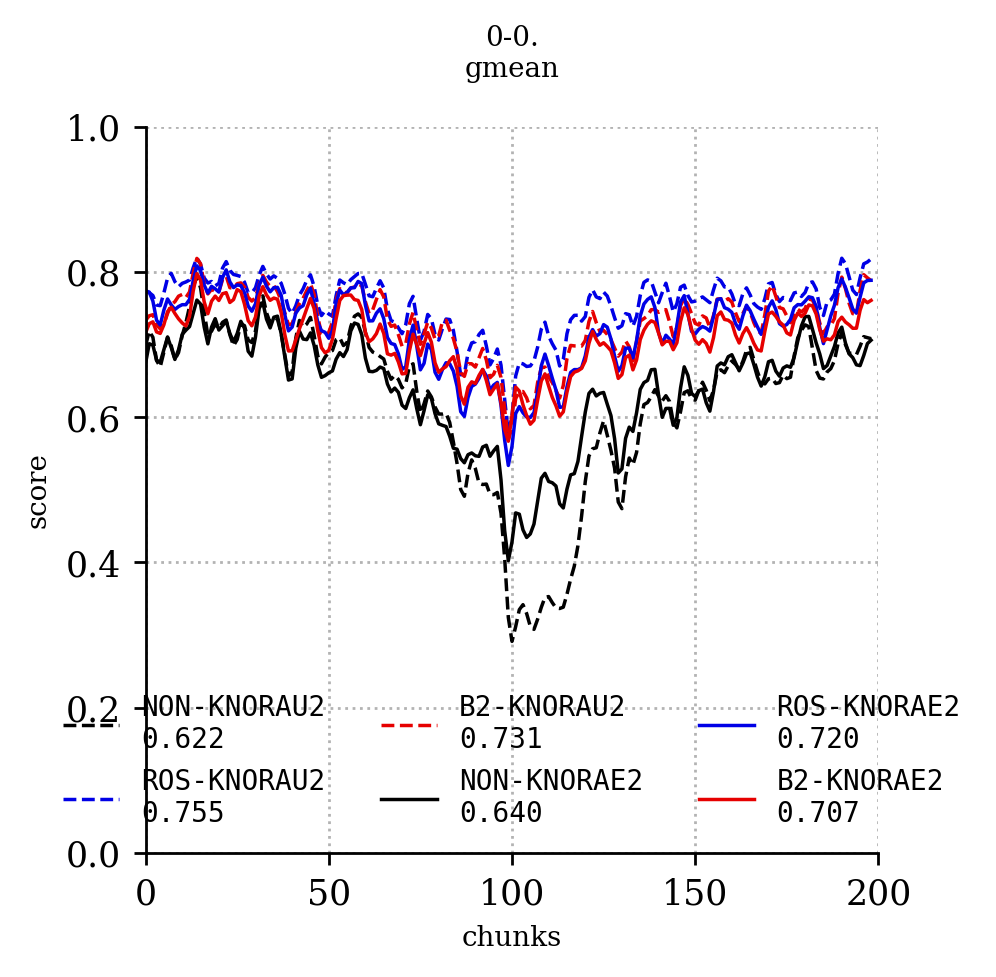 0-0.
gmean
1.0
0.8
0.6
0.4
0.2
0.0
score
NON-KNORAU2 B2-KNORAU2 ROS-KNORAE2
0.622 0.731 0.720
ROS-KNORAU2 NON-KNORAE2 B2-KNORAE2
0.755 0.640 0.707
0 50 100 150 200
chunks